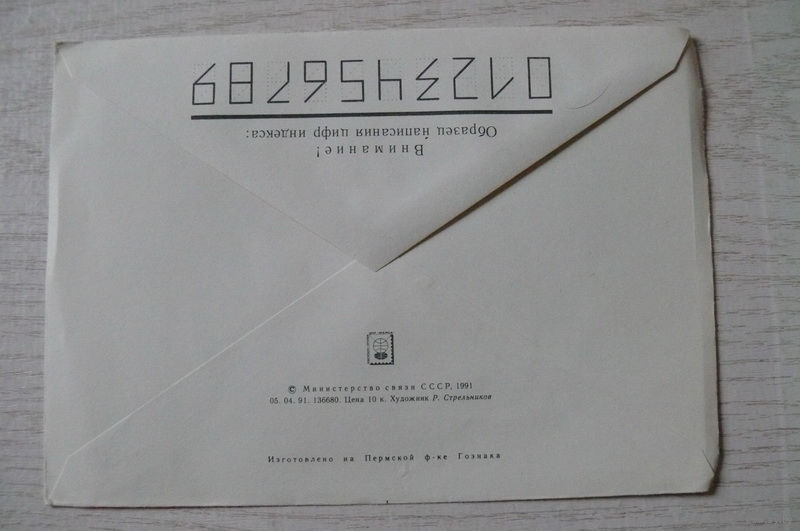 Внимание!
Образец написания цифр индекса:
0123456789
© Министерство связи СССР, 1991
05. 04. 91. 136680. Цена 10 к. Художник Р. Стрельников
Изготовлено на Пермской ф-ке Гознака